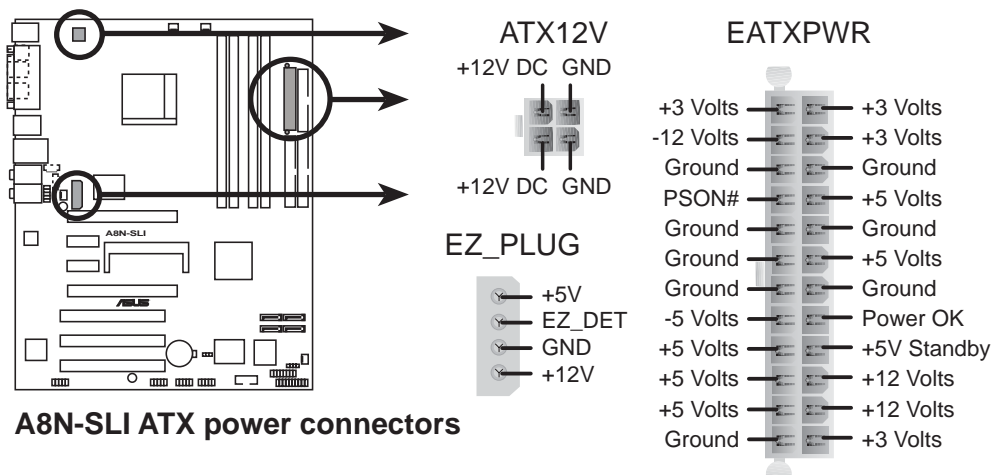 ATX12V
+12V DC GND
+12V DC GND
EATXPWR
+3 Volts +3 Volts
-12 Volts +3 Volts
Ground Ground
PSON# +5 Volts
Ground Ground
Ground +5 Volts
Ground Ground
-5 Volts Power OK
+5 Volts +5V Standby
+5 Volts +12 Volts
+5 Volts +12 Volts
Ground +3 Volts
EZ_PLUG
+5V
EZ_DET
GND
+12V
A8N-SLI
ASUS
A8N-SLI ATX power connectors